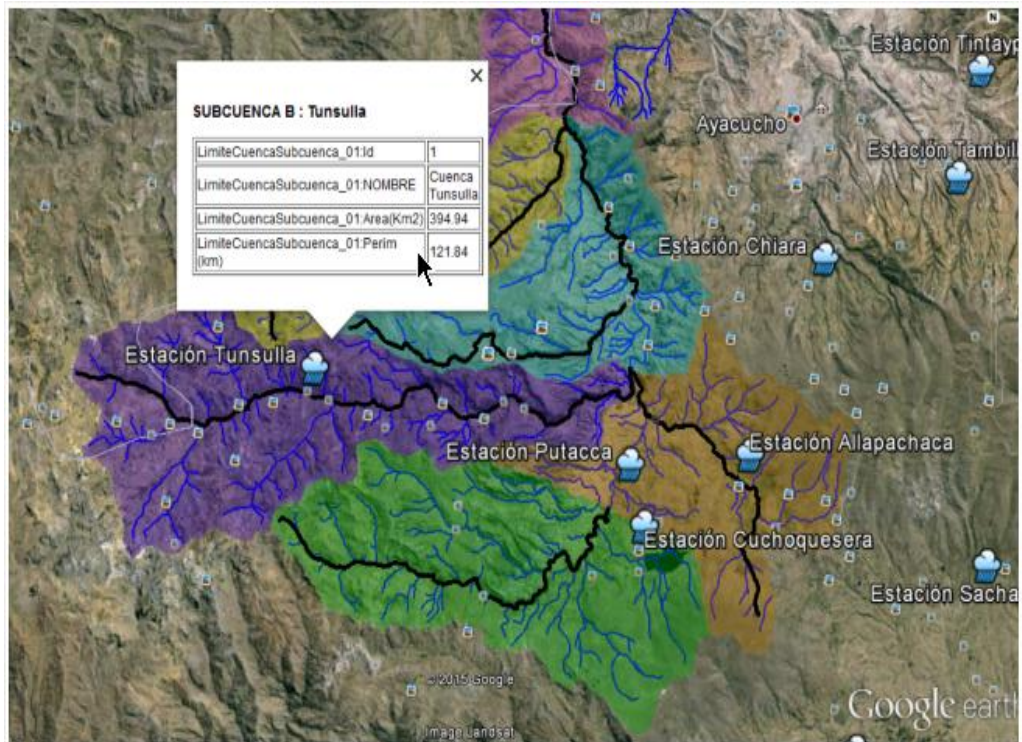 N
Estación Tintayp
SUBCUENCA B : Tunsulla
LimiteCuencaSubcuenca_01:Id 1
LimiteCuencaSubcuenca_01:NOMBRE Cuenca
Tunsulla
LimiteCuencaSubcuenca_01:Area(Km2) 394.94
LimiteCuencaSubcuenca_01:Perim
(km) 121.84
Ayacucho
Estación Tambill
Estación Chiara
Estación Tunsulla
Estación Putacca
Estación Allapachaca
Estación Cuchoquesera
Estación Sacha
© 2015 Google
Image Landsat
Google earth